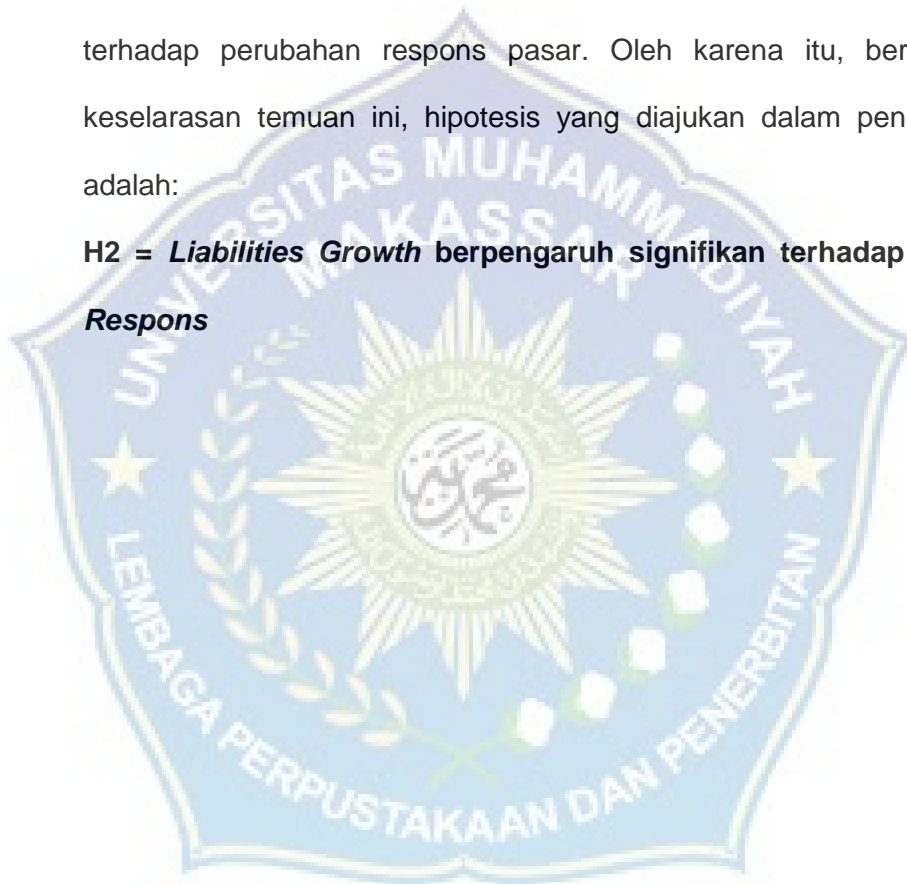 terhadap perubahan respons pasar. Oleh karena itu, ber
keselarasan temuan ini, hipotesis yang diajukan dalam pen
adalah:
H2 = Liabilities Growth berpengaruh signifikan terhadap
Respons
UNIVERSITAS MUHAMMADIYAH
MAKASSAR
LEMBAGA PERPUSTAKAAN DAN PENERBITAN